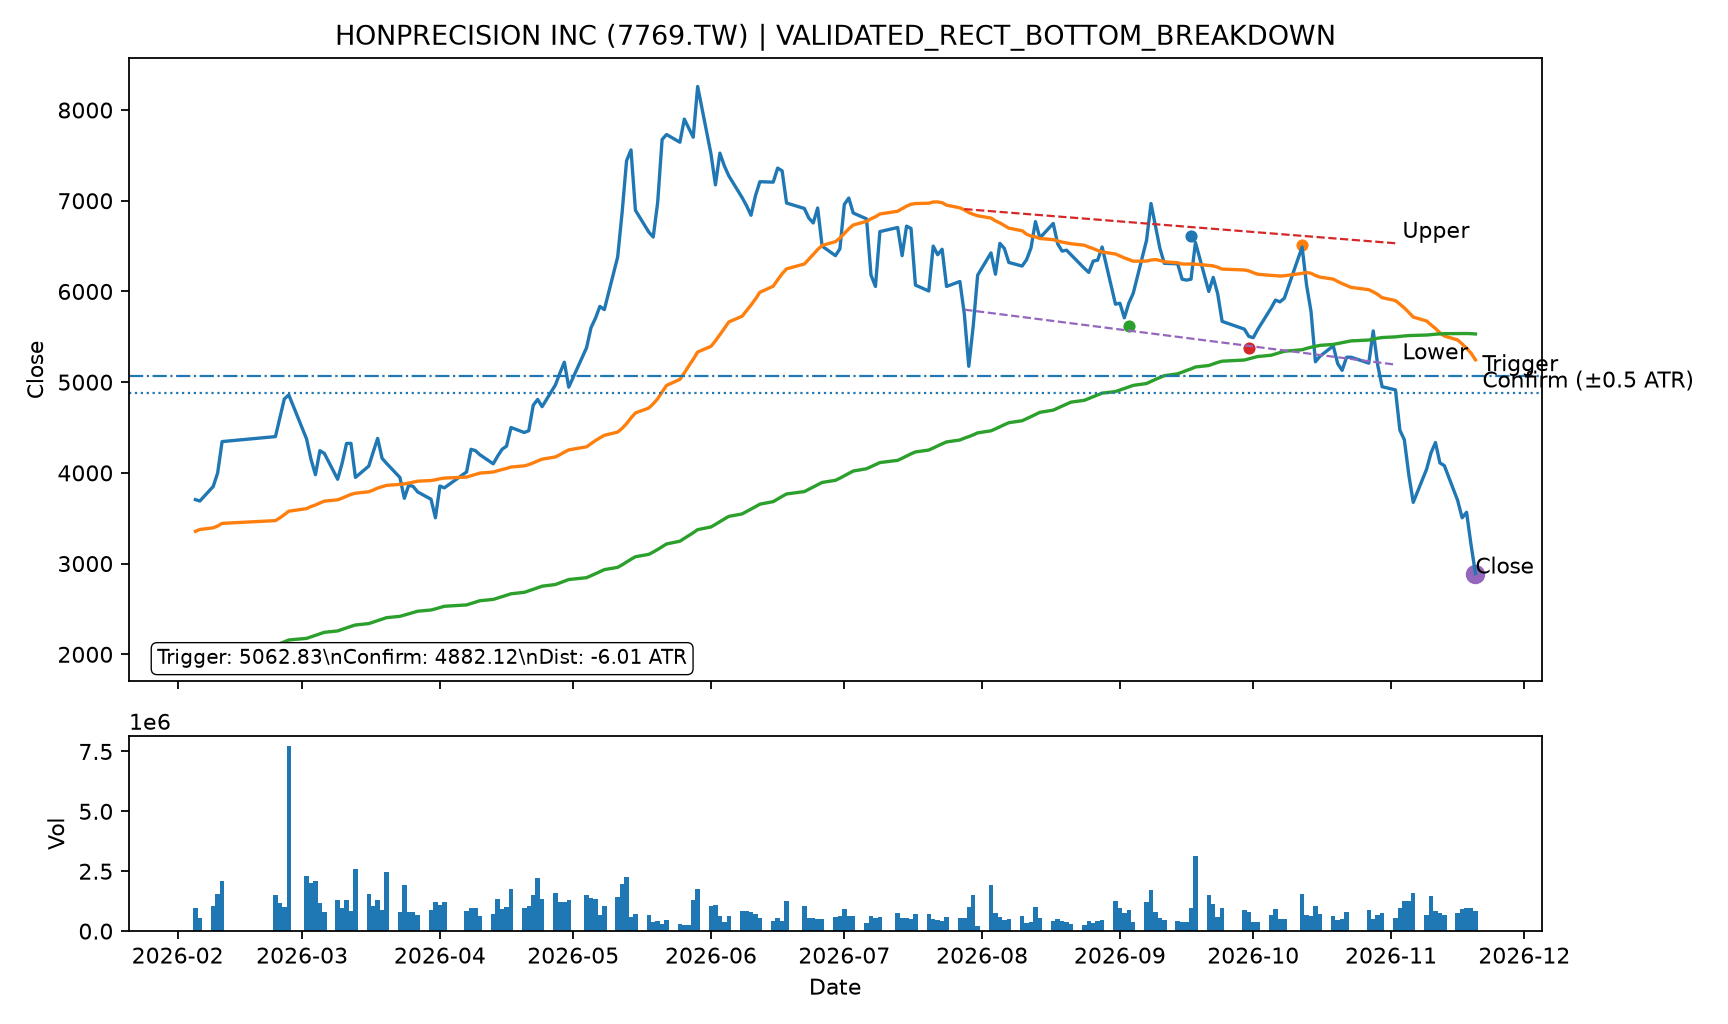 HONPRECISION INC (7769.TW) | VALIDATED_RECT_BOTTOM_BREAKDOWN
Close
8000
7000
6000
5000
4000
3000
2000
Upper
Lower
Trigger
Confirm (±0.5 ATR)
Close
Trigger: 5062.83\nConfirm: 4882.12\nDist: -6.01 ATR
1e6
Vol
7.5
5.0
2.5
0.0
2026-02 2026-03 2026-04 2026-05 2026-06 2026-07 2026-08 2026-09 2026-10 2026-11 2026-12
Date